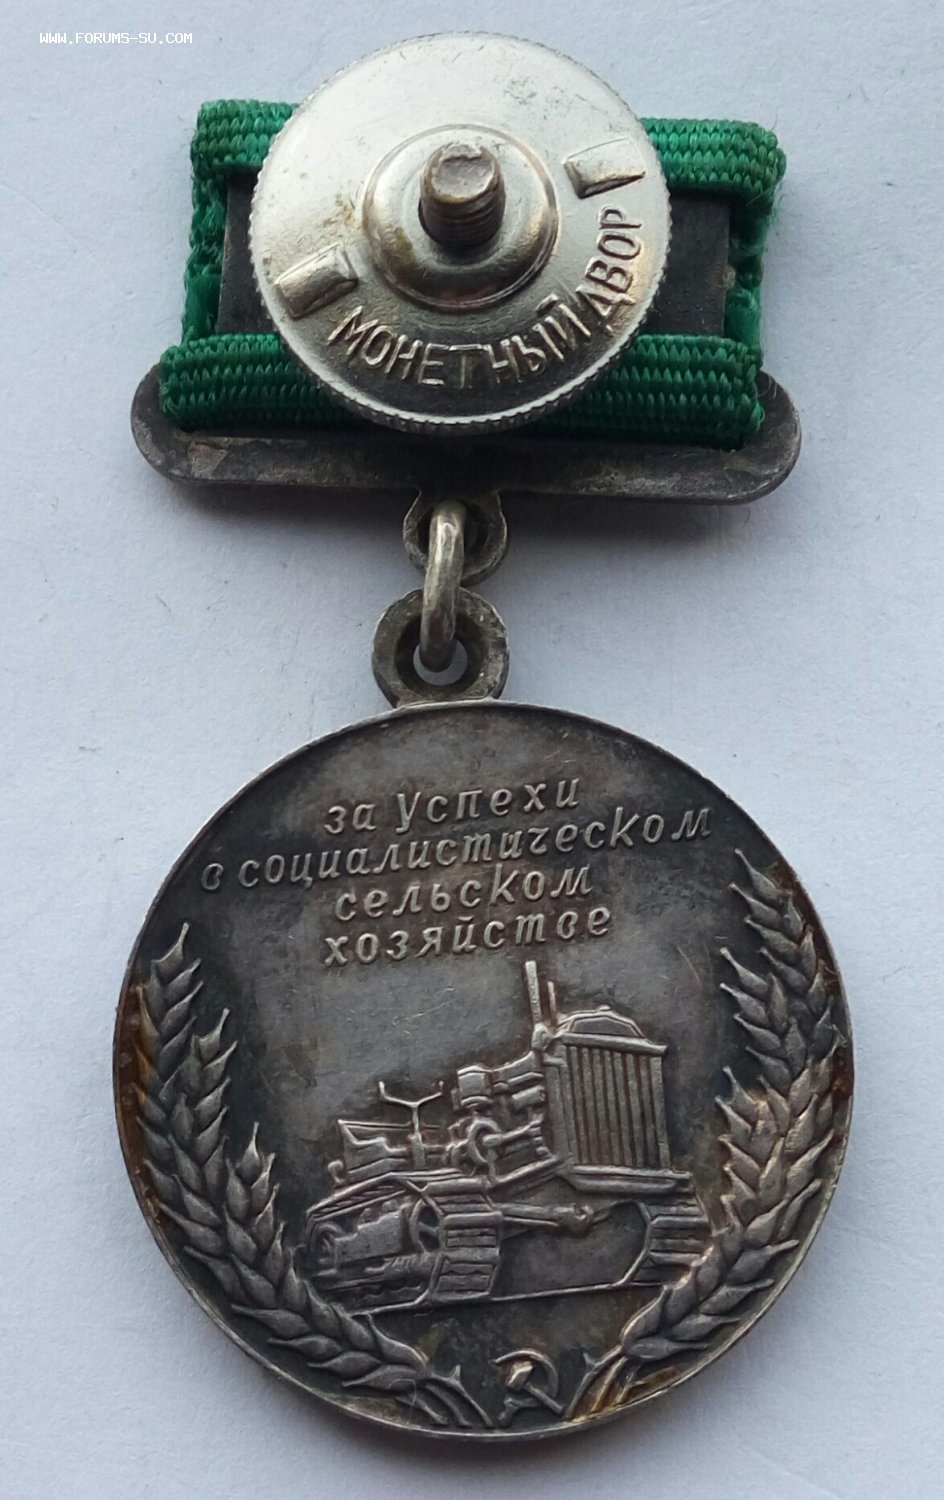 WWW.FORUMS-SU.COM
МОНЕТНЫЙ ДВОР
за успехи
в социалистическом
сельском
хозяйстве